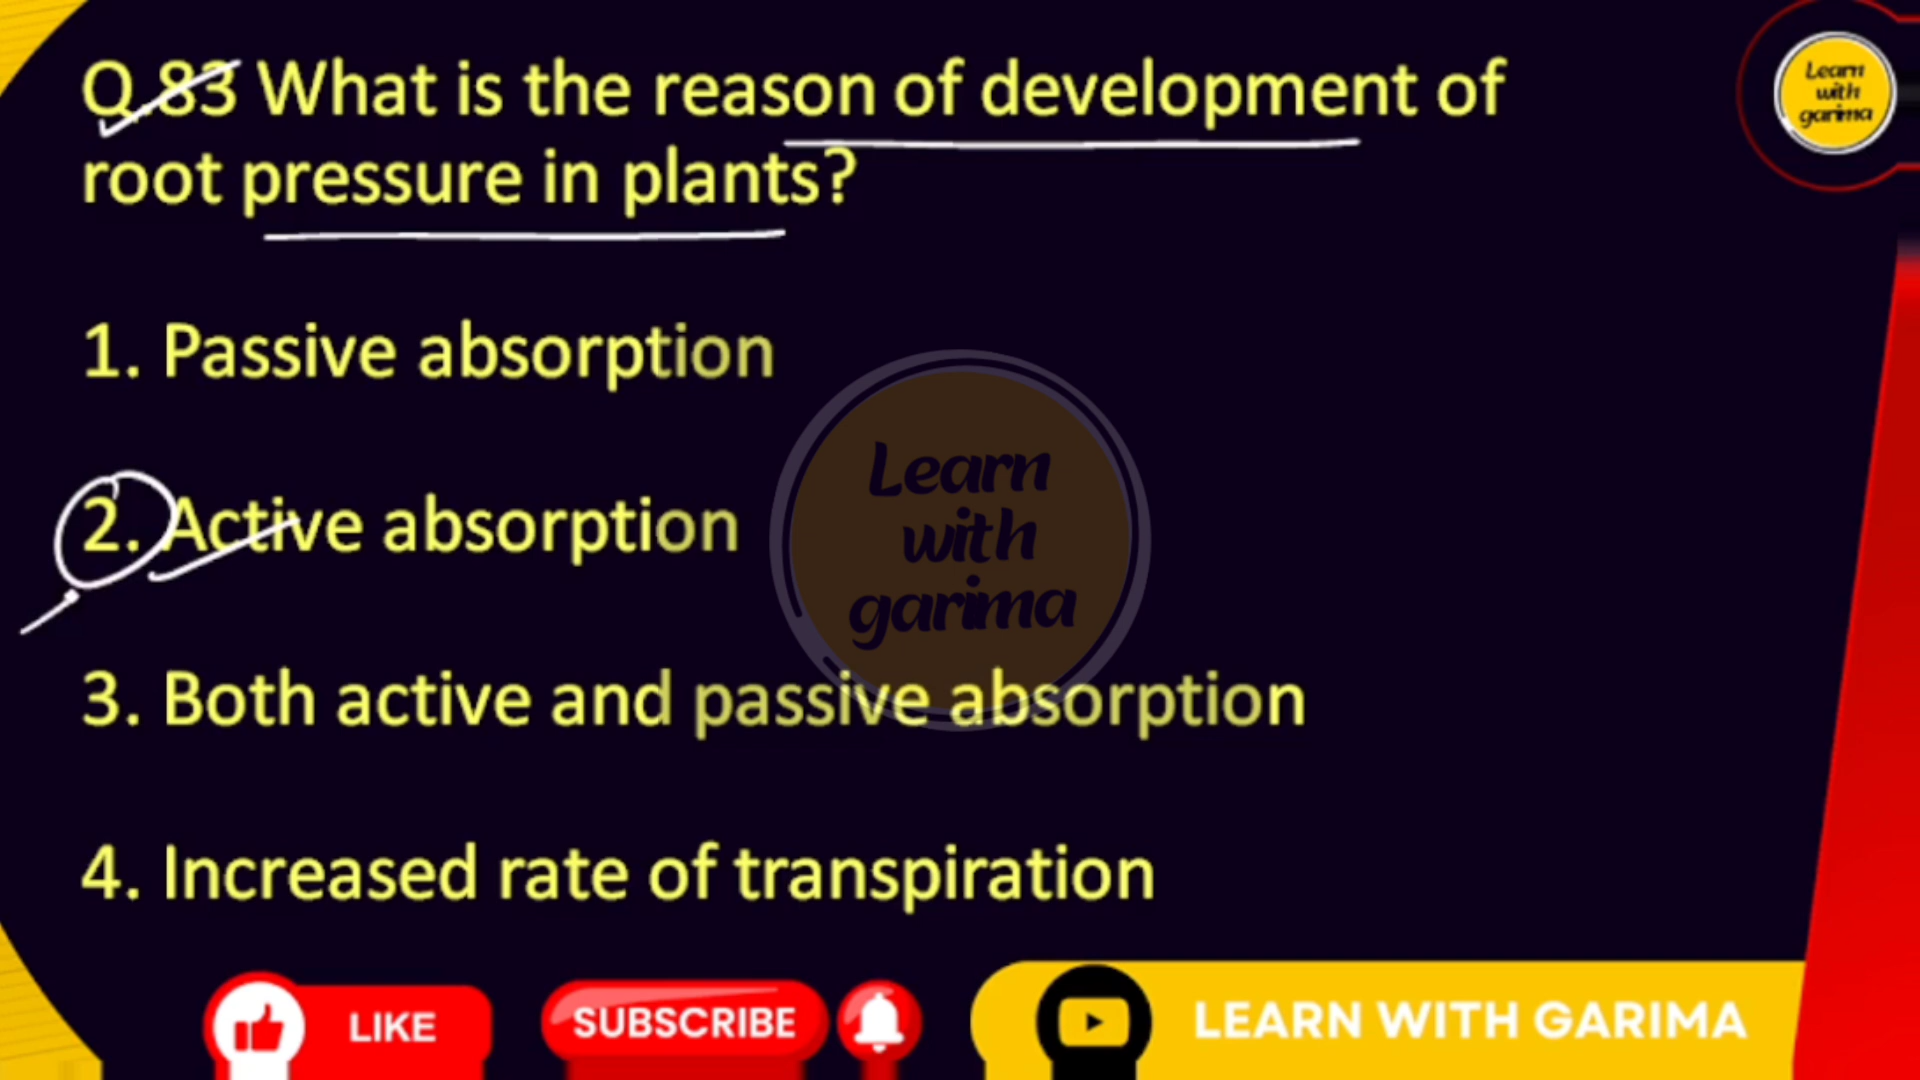 Q.83 What is the reason of development of
root pressure in plants?
Learn
with
garima
1. Passive absorption
2. Active absorption
Learn
with
garima
3. Both active and passive absorption
4. Increased rate of transpiration
LIKE
SUBSCRIBE
LEARN WITH GARIMA